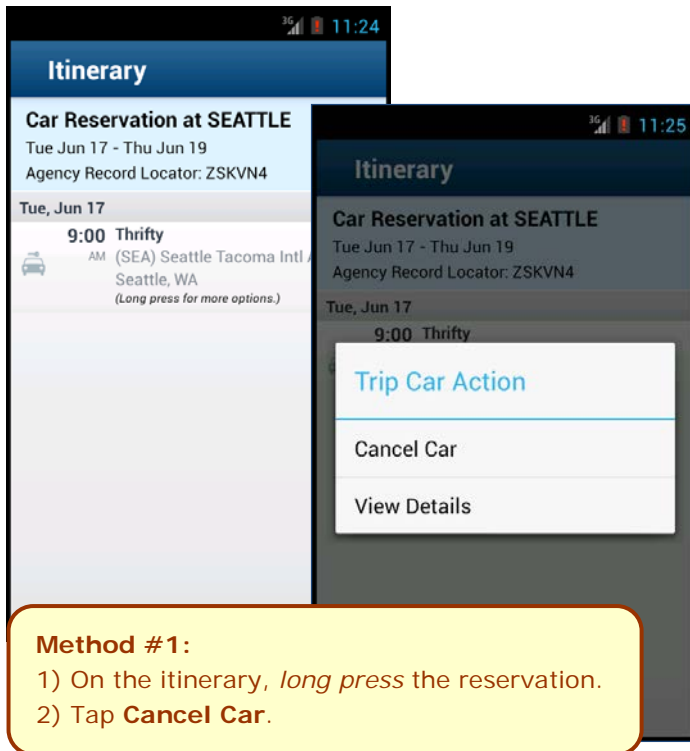 3G 11:24
Itinerary
Car Reservation at SEATTLE
Tue Jun 17 - Thu Jun 19
Agency Record Locator: ZSKVN4
Tue, Jun 17
9:00 Thrifty
AM (SEA) Seattle Tacoma Intl
Seattle, WA
(Long press for more options.)
3G 11:25
Itinerary
Car Reservation at SEATTLE
Tue Jun 17 - Thu Jun 19
Agency Record Locator: ZSKVN4
Tue, Jun 17
9:00 Thrifty
Trip Car Action
Cancel Car
View Details
Method #1:
1) On the itinerary, long press the reservation.
2) Tap Cancel Car.